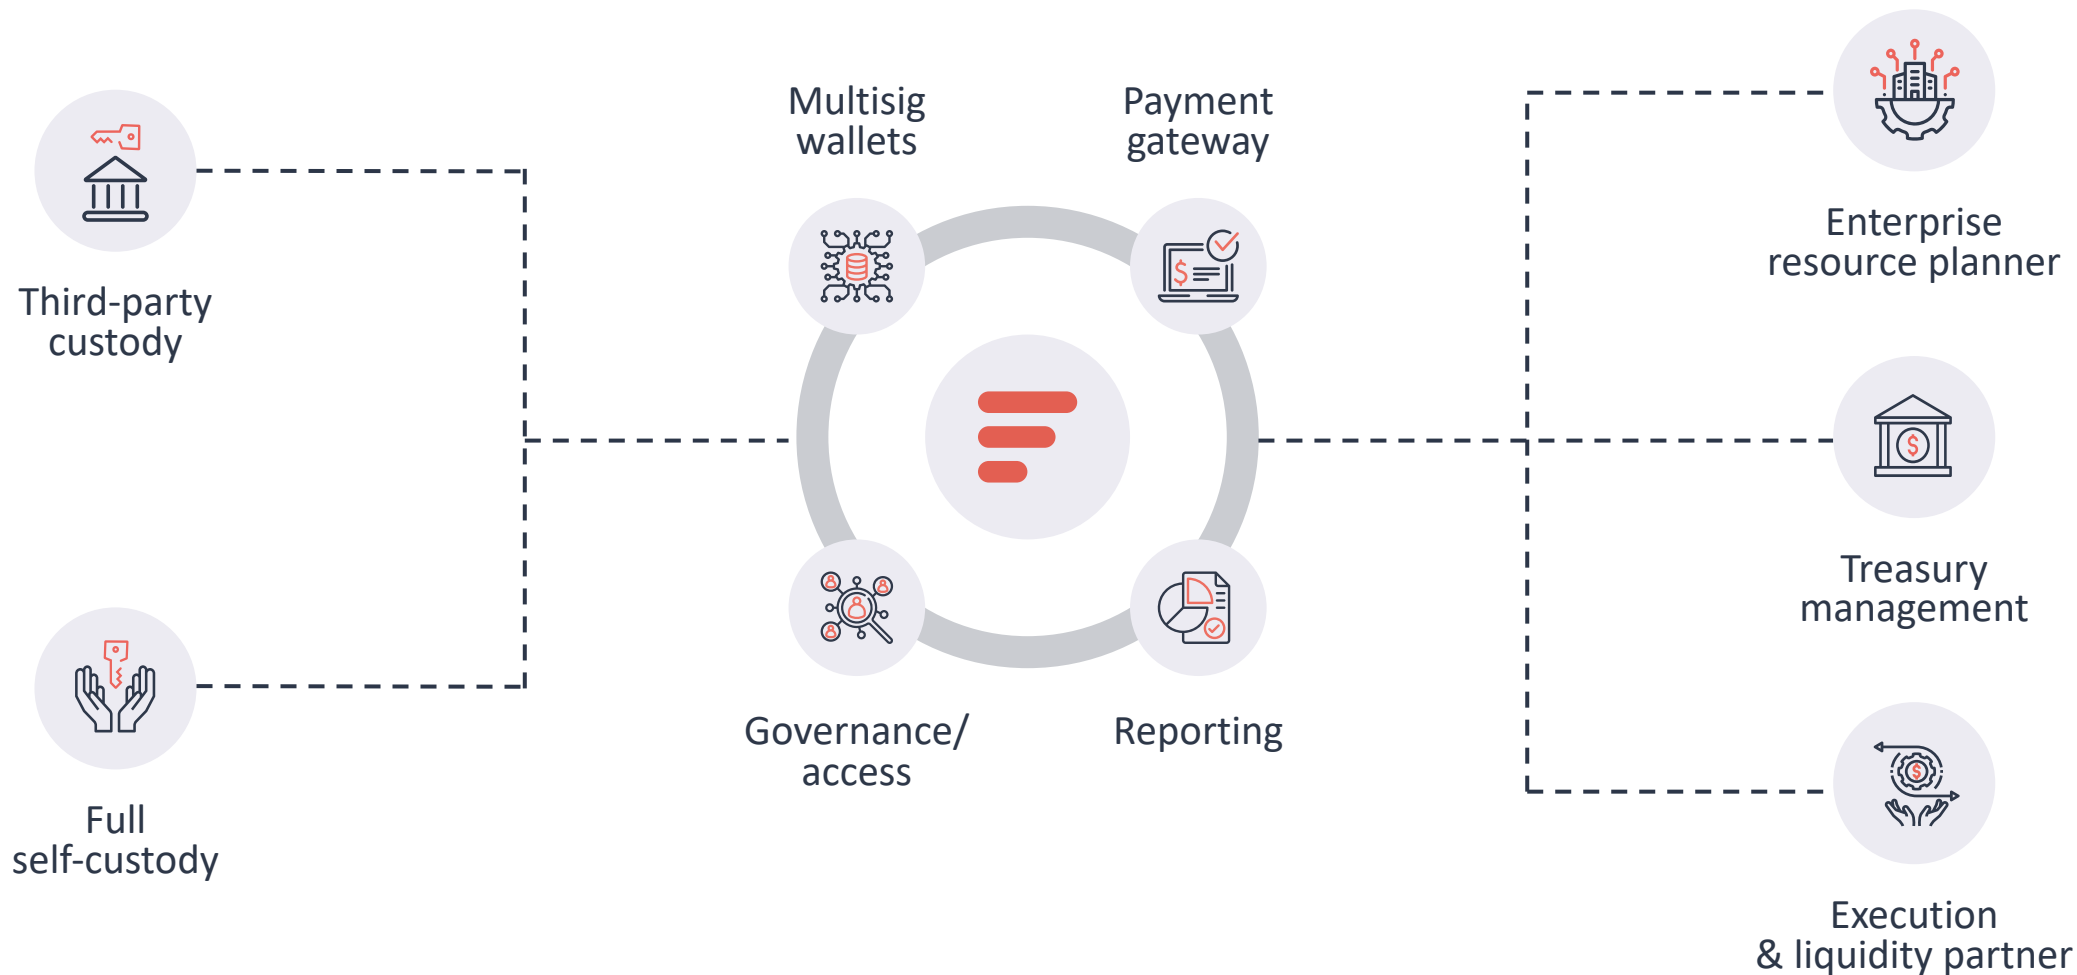 Third-party
custody
Full
self-custody
Multisig
wallets
Payment
gateway
Governance/
access
Reporting
Enterprise
resource planner
Treasury
management
Execution
& liquidity partner